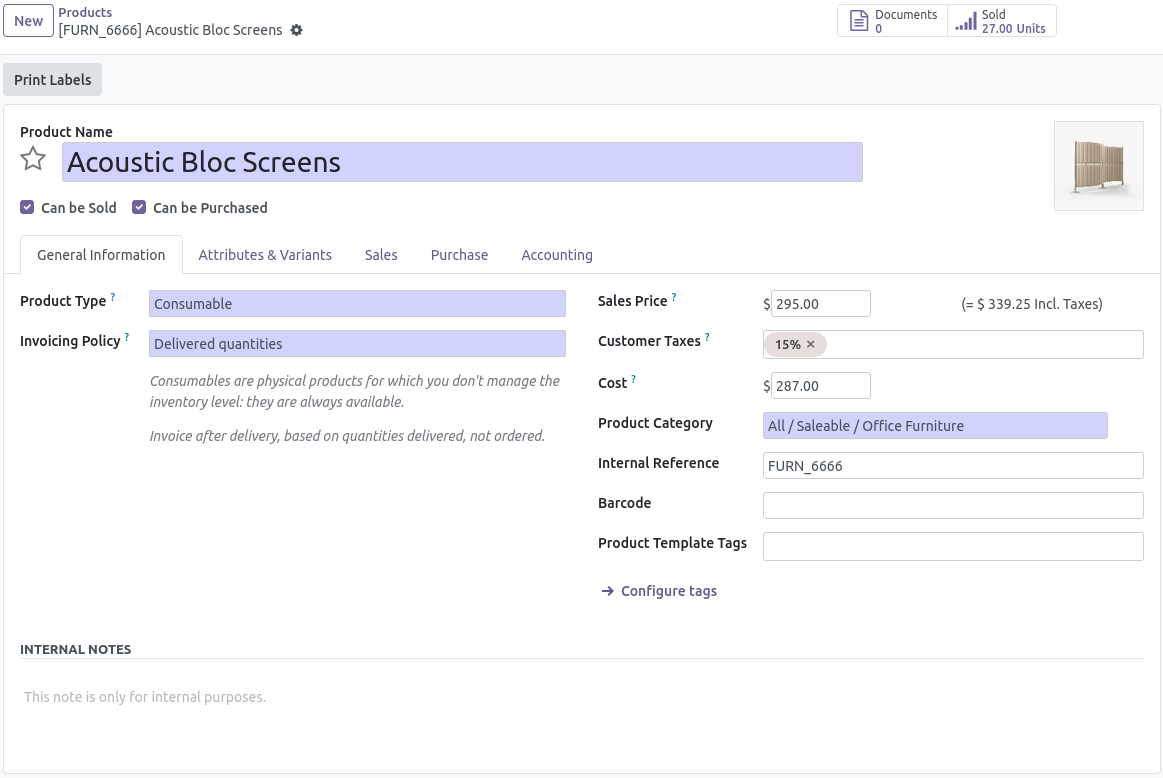 New
Products
[FURN_6666] Acoustic Bloc Screens
Documents
0
Sold
27.00 Units
Print Labels
Product Name
Acoustic Bloc Screens
Can be Sold
Can be Purchased
General Information
Attributes & Variants
Sales
Purchase
Accounting
Product Type ?
Consumable
Invoicing Policy ?
Delivered quantities
Consumables are physical products for which you don't manage the
inventory level: they are always available.
Invoice after delivery, based on quantities delivered, not ordered.
Sales Price ?
$ 295.00
(= $ 339.25 Incl. Taxes)
Customer Taxes ?
15% ×
Cost ?
$ 287.00
Product Category
All / Saleable / Office Furniture
Internal Reference
FURN_6666
Barcode
Product Template Tags
→ Configure tags
INTERNAL NOTES
This note is only for internal purposes.